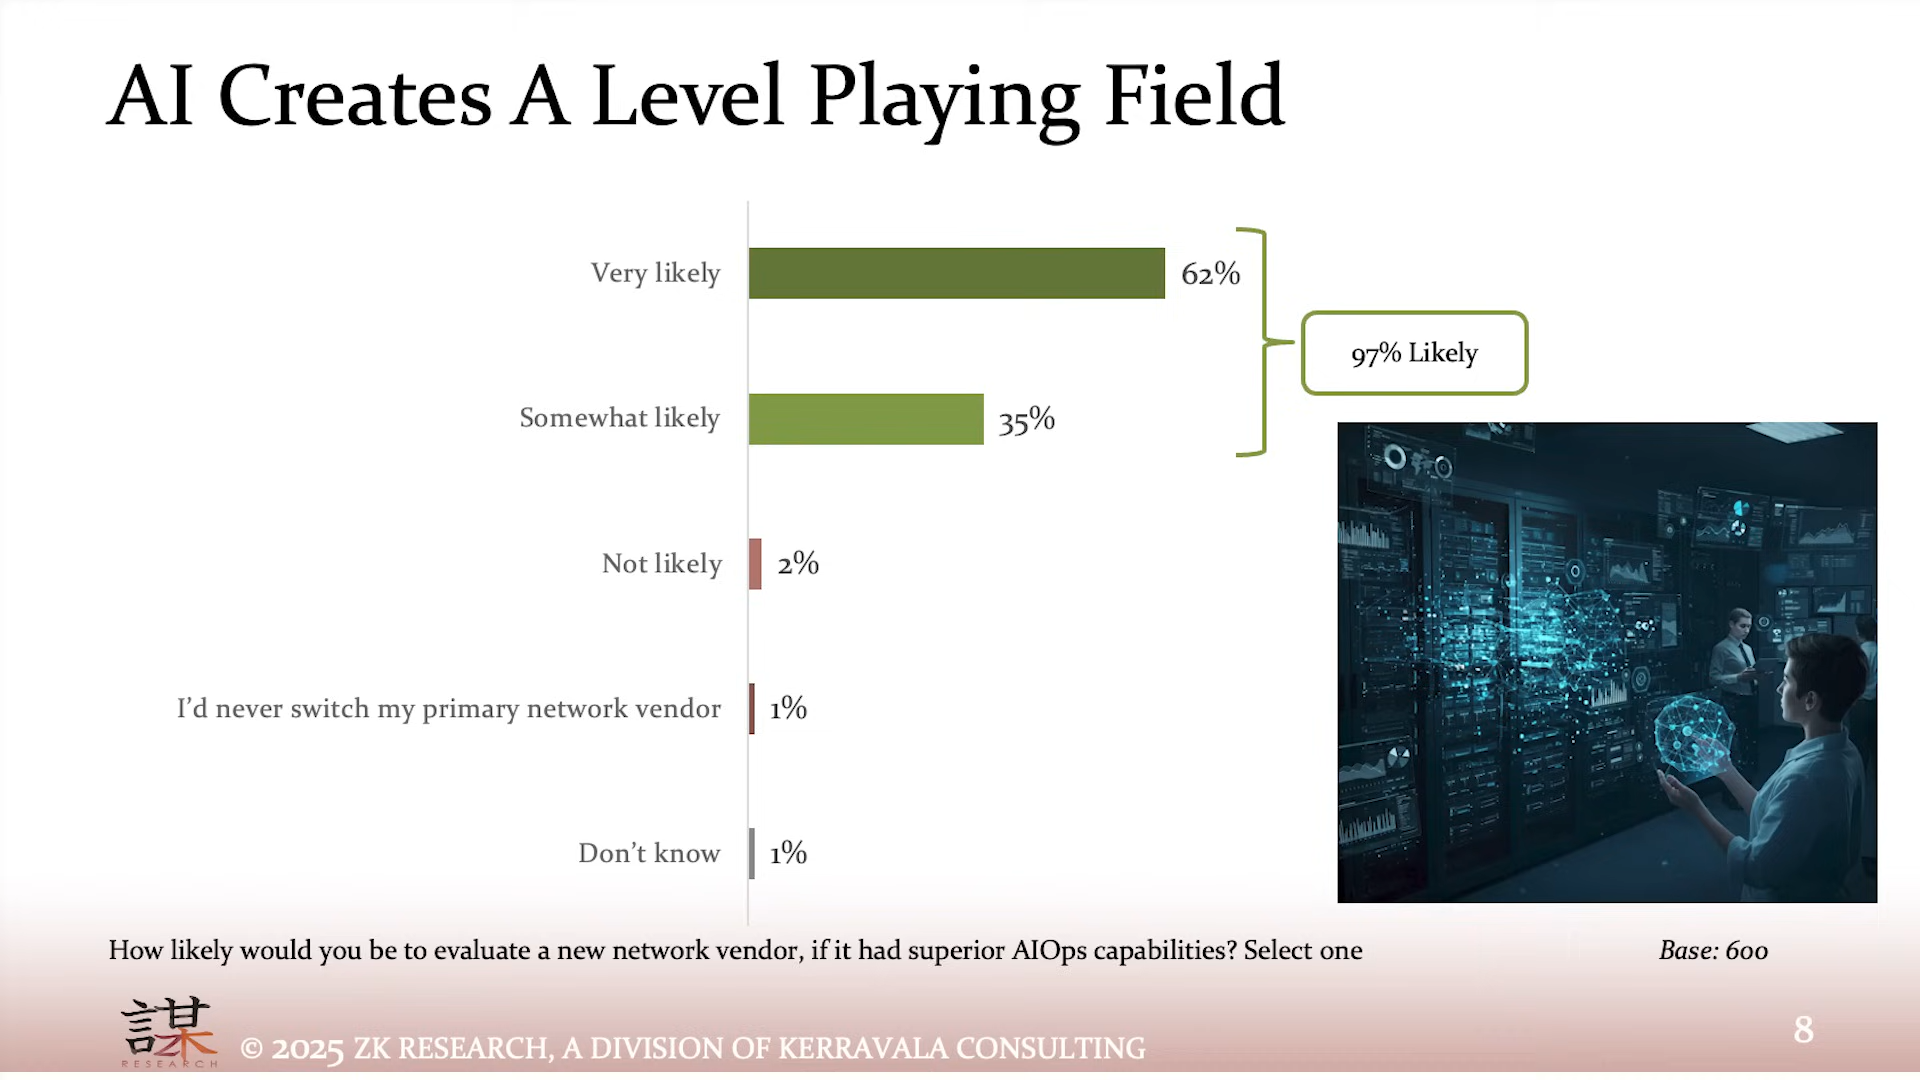 AI Creates A Level Playing Field
Very likely
62%
Somewhat likely
35%
97% Likely
Not likely
2%
I’d never switch my primary network vendor
1%
Don’t know
1%
How likely would you be to evaluate a new network vendor, if it had superior AIOps capabilities? Select one
Base: 600
謀
ZK
RESEARCH
© 2025 ZK RESEARCH, A DIVISION OF KERRAVALA CONSULTING
8